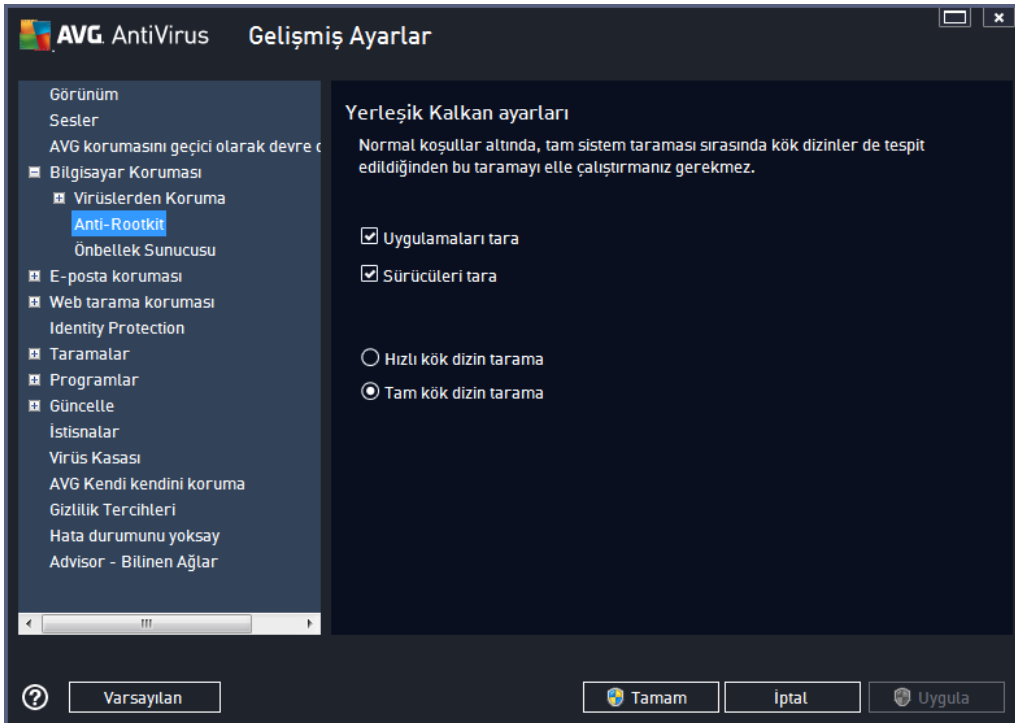 AVG. AntiVirus Gelişmiş Ayarlar
Görünüm
Sesler
AVG korumasını geçici olarak devre
Bilgisayar Koruması
Virüslerden Koruma
Anti-Rootkit
Önbellek Sunucusu
E-posta koruması
Web tarama koruması
Identity Protection
Taramalar
Programlar
Güncelle
İstisnalar
Virüs Kasası
AVG Kendi kendini koruma
Gizlilik Tercihleri
Hata durumunu yoksay
Advisor - Bilinen Ağlar
Yerleşik Kalkan ayarları
Normal koşullar altında, tam sistem taraması sırasında kök dizinler de tespit
edildiğinden bu taramayı elle çalıştırmanız gerekmez.
Uygulamaları tara
Sürücüleri tara
Hızlı kök dizin tarama
Tam kök dizin tarama
Varsayılan
Tamam
İptal
Uygula